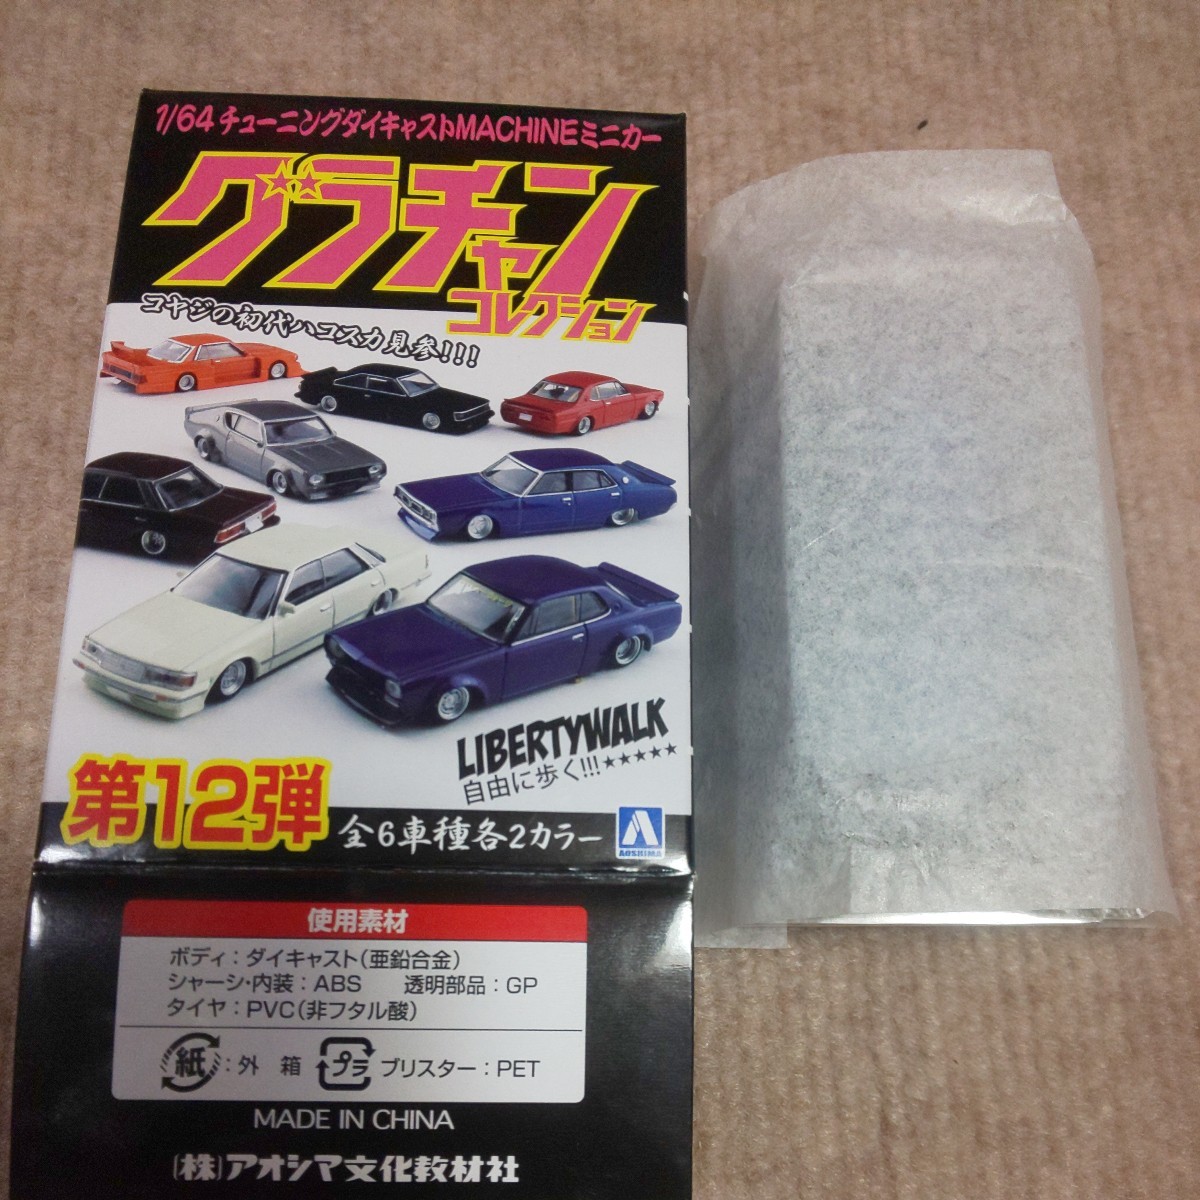 1/64チューニングダイキャストMACHINEミニカー
グラチャン
コレクション
コヤジの初代ハコスカ見参!!!
LIBERTYWALK
自由に歩く!!!★★★★★
第12弾
全6車種各2カラー
AOSHIMA
使用素材
ボディ：ダイキャスト(亜鉛合金)
シャーシ・内装：ABS 透明部品：GP
タイヤ：PVC(非フタル酸)
紙：外 箱 プラ ブリスター：PET
MADE IN CHINA
(株)アオシマ文化教材社